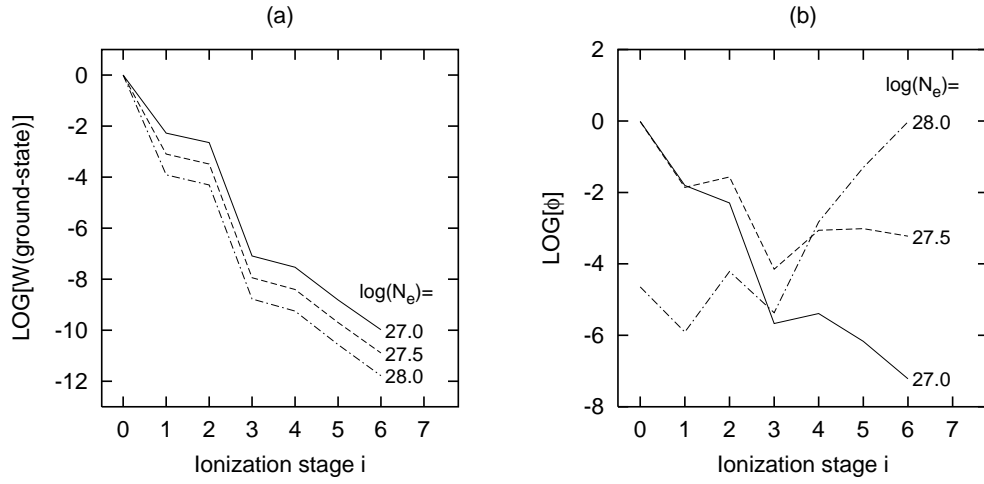 (a)
LOG[W(ground-state)]
0
-2
-4
-6
-8
-10
-12
log(Ne)=
27.0
27.5
28.0
0 1 2 3 4 5 6 7
Ionization stage i
(b)
LOG[ϕ]
2
0
-2
-4
-6
-8
log(Ne)=
28.0
27.5
27.0
0 1 2 3 4 5 6 7
Ionization stage i